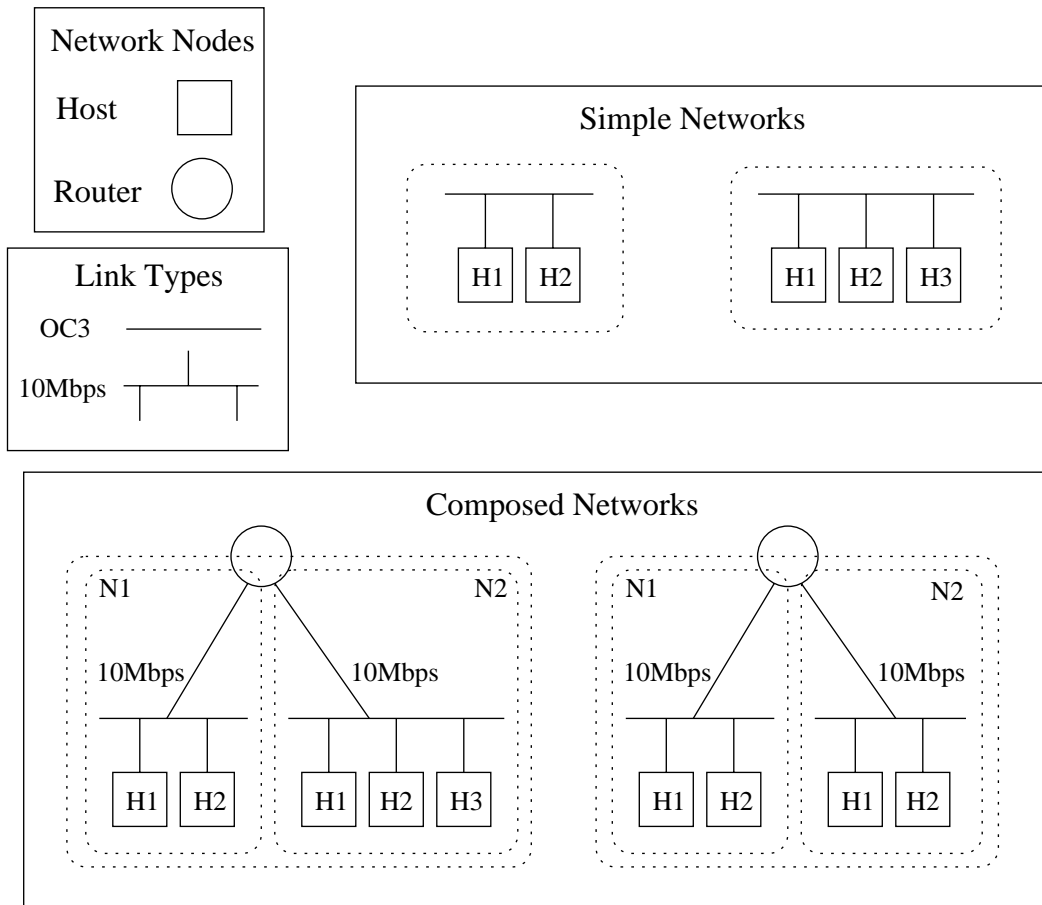 Network Nodes
Host
Router
Link Types
OC3
10Mbps
Simple Networks
H1 H2
H1 H2 H3
Composed Networks
N1 N2
10Mbps 10Mbps
H1 H2 H1 H2 H3
N1 N2
10Mbps 10Mbps
H1 H2 H1 H2